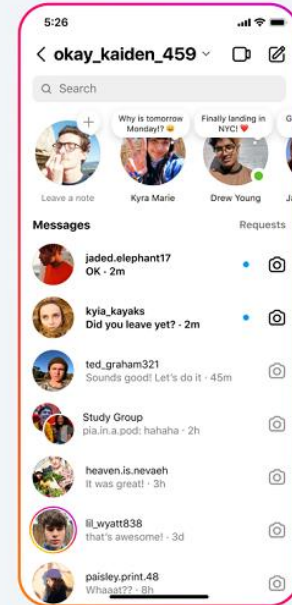 5:26
okay_kaiden_459
Search
Why is tomorrow
Monday!? 😩
Finally landing in
NYC! ❤️
G
Leave a note
Kyra Marie
Drew Young
Ja
Messages
Requests
jaded.elephant17
OK · 2m
kyia_kayaks
Did you leave yet? · 2m
ted_graham321
Sounds good! Let's do it · 45m
Study Group
pia.in.a.pod: hahaha · 2h
heaven.is.nevaeh
It was great! · 3h
lil_wyatt838
that's awesome! · 3d
paisley.print.48
Whaaat?? · 8h